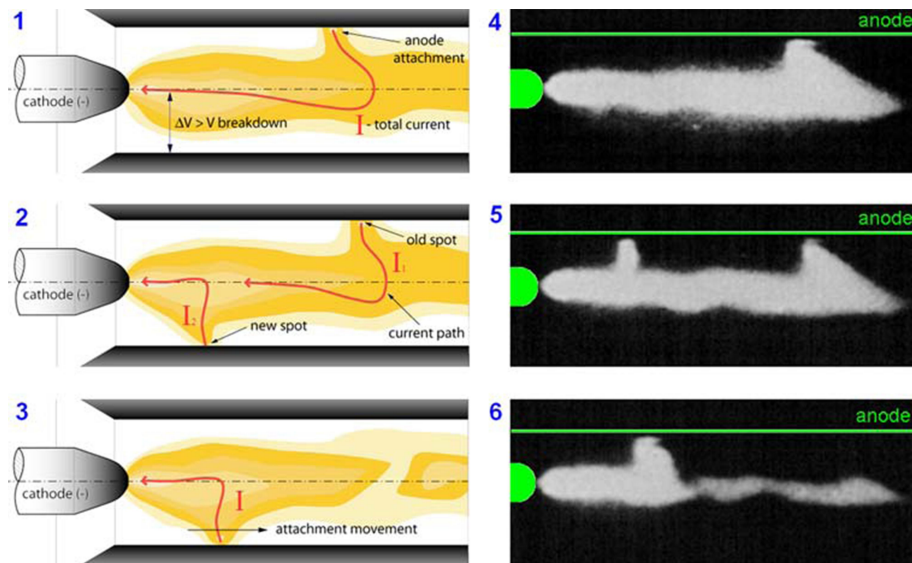 1
anode
attachment
cathode (-)
ΔV > V breakdown
I - total current
2
old spot
I1
cathode (-)
I2
new spot
current path
3
cathode (-)
I
attachment movement
4
anode
5
anode
6
anode